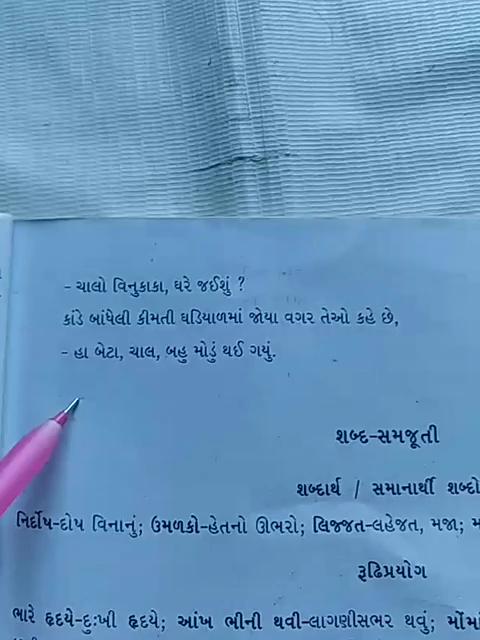 - ચાલો વિનુકાકા, ઘરે જઈશું ?
કાંડે બાંધેલી કીમતી ઘડિયાળમાં જોયા વગર તેઓ કહે છે,
- હા બેટા, ચાલ, બહુ મોડું થઈ ગયું.
શબ્દ-સમજૂતી
શબ્દાર્થ / સમાનાર્થી શબ્દો
નિર્દોષ-દોષ વિનાનું; ઉમળકો-હેતનો ઊભરો; લિજ્જત-લહેજત, મજા;
રૂઢિપ્રયોગ
ભારે હૃદયે-દુઃખી હૃદયે; આંખ ભીની થવી-લાગણીસભર થવું;